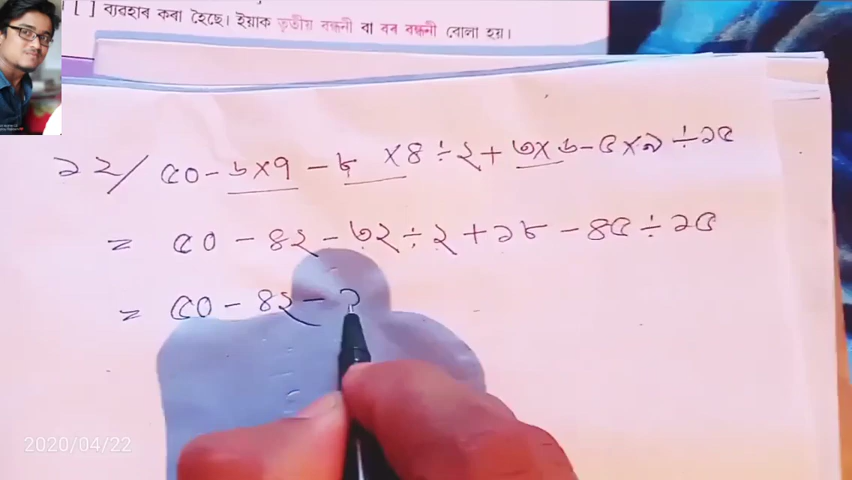 [ ] ব্যৱহাৰ কৰা হৈছে। ইয়াক তৃতীয় বন্ধনী বা বৰ বন্ধনী বোলা হয়।
১২/ ৫০-৬×৭-৮×৪÷২+৩×৬-৫×৯÷১৫
= ৫০-৪২-৩২÷২+১৮-৪৫÷১৫
= ৫০-৪২-১
2020/04/22